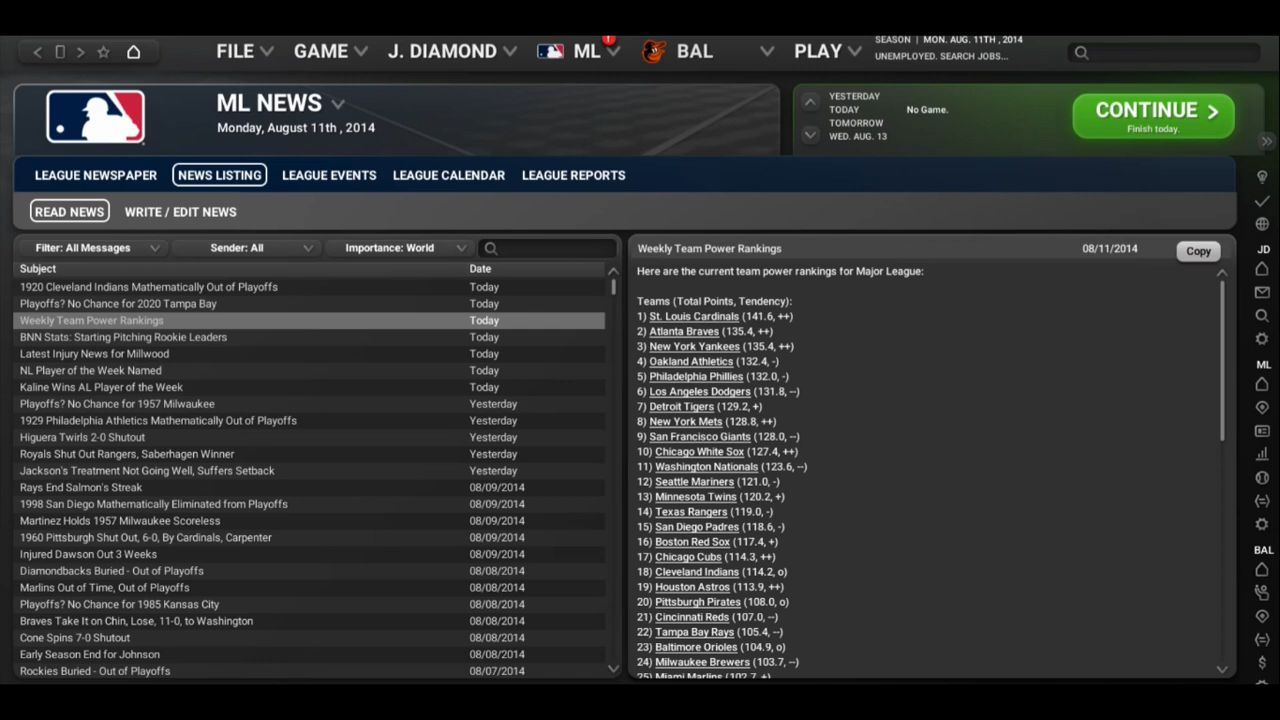 FILE GAME J. DIAMOND ML BAL PLAY
SEASON | MON. AUG. 11TH , 2014
UNEMPLOYED. SEARCH JOBS...
ML NEWS
Monday, August 11th , 2014
YESTERDAY
TODAY
TOMORROW
WED. AUG. 13
No Game.
CONTINUE
Finish today.
LEAGUE NEWSPAPER NEWS LISTING LEAGUE EVENTS LEAGUE CALENDAR LEAGUE REPORTS
READ NEWS WRITE / EDIT NEWS
Filter: All Messages Sender: All Importance: World
Subject Date
1920 Cleveland Indians Mathematically Out of Playoffs Today
Playoffs? No Chance for 2020 Tampa Bay Today
Weekly Team Power Rankings Today
BNN Stats: Starting Pitching Rookie Leaders Today
Latest Injury News for Millwood Today
NL Player of the Week Named Today
Kaline Wins AL Player of the Week Today
Playoffs? No Chance for 1957 Milwaukee Yesterday
1929 Philadelphia Athletics Mathematically Out of Playoffs Yesterday
Higuera Twirls 2-0 Shutout Yesterday
Royals Shut Out Rangers, Saberhagen Winner Yesterday
Jackson's Treatment Not Going Well, Suffers Setback Yesterday
Rays End Salmon's Streak 08/09/2014
1998 San Diego Mathematically Eliminated from Playoffs 08/09/2014
Martinez Holds 1957 Milwaukee Scoreless 08/09/2014
1960 Pittsburgh Shut Out, 6-0, By Cardinals, Carpenter 08/09/2014
Injured Dawson Out 3 Weeks 08/09/2014
Diamondbacks Buried - Out of Playoffs 08/08/2014
Marlins Out of Time, Out of Playoffs 08/08/2014
Playoffs? No Chance for 1985 Kansas City 08/08/2014
Braves Take It on Chin, Lose, 11-0, to Washington 08/08/2014
Cone Spins 7-0 Shutout 08/08/2014
Early Season End for Johnson 08/08/2014
Rockies Buried - Out of Playoffs 08/07/2014
Weekly Team Power Rankings 08/11/2014 Copy
Here are the current team power rankings for Major League:
Teams (Total Points, Tendency):
1) St. Louis Cardinals (141.6, ++)
2) Atlanta Braves (135.4, ++)
3) New York Yankees (135.4, ++)
4) Oakland Athletics (132.4, -)
5) Philadelphia Phillies (132.0, -)
6) Los Angeles Dodgers (131.8, --)
7) Detroit Tigers (129.2, +)
8) New York Mets (128.8, ++)
9) San Francisco Giants (128.0, --)
10) Chicago White Sox (127.4, ++)
11) Washington Nationals (123.6, --)
12) Seattle Mariners (121.0, -)
13) Minnesota Twins (120.2, +)
14) Texas Rangers (119.0, -)
15) San Diego Padres (118.6, -)
16) Boston Red Sox (117.4, +)
17) Chicago Cubs (114.3, ++)
18) Cleveland Indians (114.2, o)
19) Houston Astros (113.9, ++)
20) Pittsburgh Pirates (108.0, o)
21) Cincinnati Reds (107.0, --)
22) Tampa Bay Rays (105.4, --)
23) Baltimore Orioles (104.9, o)
24) Milwaukee Brewers (103.7, --)
25) Miami Marlins (102.7, +)
JD
ML
BAL